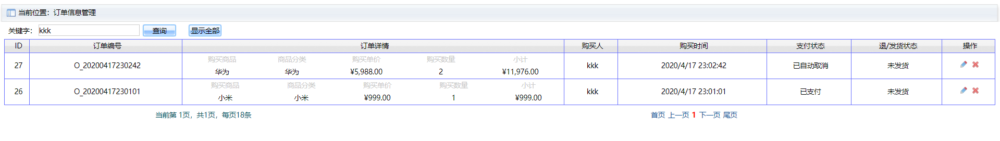 当前位置：订单信息管理
关键字： kkk 查询 显示全部
ID 订单编号 订单详情 购买人 购买时间 支付状态 退/发货状态 操作
购买商品 商品分类 购买单价 购买数量 小计
27 O_20200417230242 华为 华为 ¥5,988.00 2 ¥11,976.00 kkk 2020/4/17 23:02:42 已自动取消 未发货
购买商品 商品分类 购买单价 购买数量 小计
26 O_20200417230101 小米 小米 ¥999.00 1 ¥999.00 kkk 2020/4/17 23:01:01 已支付 未发货
当前第 1页，共1页，每页18条 首页 上一页 1 下一页 尾页